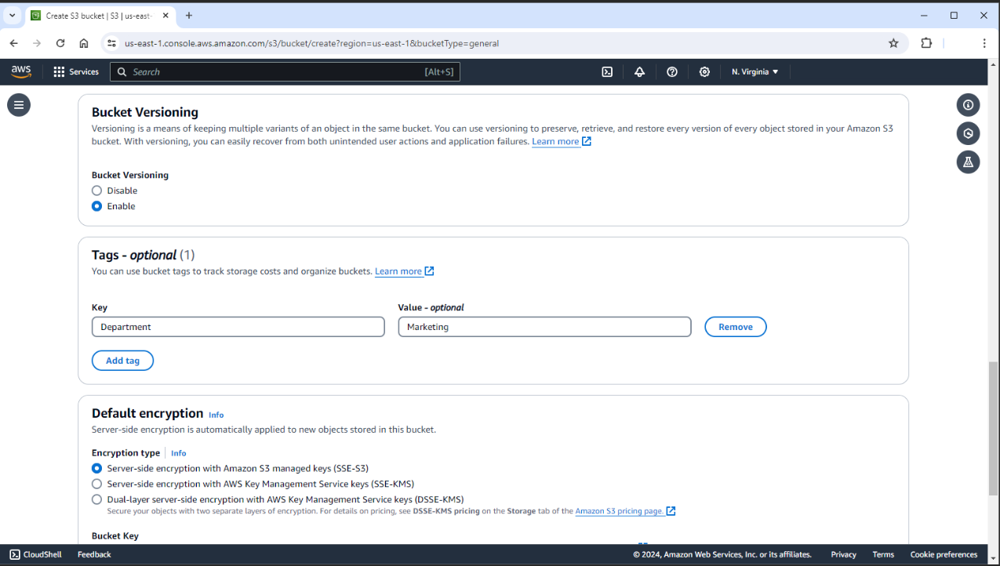 Create S3 bucket | S3 | us-east-
us-east-1.console.aws.amazon.com/s3/bucket/create?region=us-east-1&bucketType=general
aws
Services
Search
[Alt+S]
N. Virginia
Bucket Versioning
Versioning is a means of keeping multiple variants of an object in the same bucket. You can use versioning to preserve, retrieve, and restore every version of every object stored in your Amazon S3
bucket. With versioning, you can easily recover from both unintended user actions and application failures. Learn more
Bucket Versioning
Disable
Enable
Tags - optional (1)
You can use bucket tags to track storage costs and organize buckets. Learn more
Key
Value - optional
Department
Marketing
Remove
Add tag
Default encryption Info
Server-side encryption is automatically applied to new objects stored in this bucket.
Encryption type Info
Server-side encryption with Amazon S3 managed keys (SSE-S3)
Server-side encryption with AWS Key Management Service keys (SSE-KMS)
Dual-layer server-side encryption with AWS Key Management Service keys (DSSE-KMS)
Secure your objects with two separate layers of encryption. For details on pricing, see DSSE-KMS pricing on the Storage tab of the Amazon S3 pricing page.
Bucket Key
CloudShell
Feedback
© 2024, Amazon Web Services, Inc. or its affiliates.
Privacy
Terms
Cookie preferences